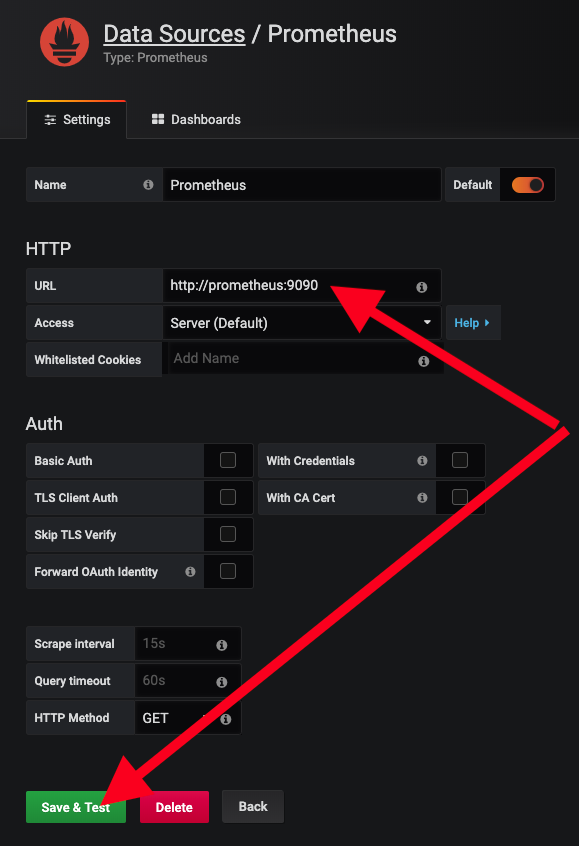 Data Sources / Prometheus
Type: Prometheus
Settings
Dashboards
Name
Prometheus
Default
HTTP
URL
http://prometheus:9090
Access
Server (Default)
Help
Whitelisted Cookies
Add Name
Auth
Basic Auth
With Credentials
TLS Client Auth
With CA Cert
Skip TLS Verify
Forward OAuth Identity
Scrape interval
15s
Query timeout
60s
HTTP Method
GET
Save & Test
Delete
Back